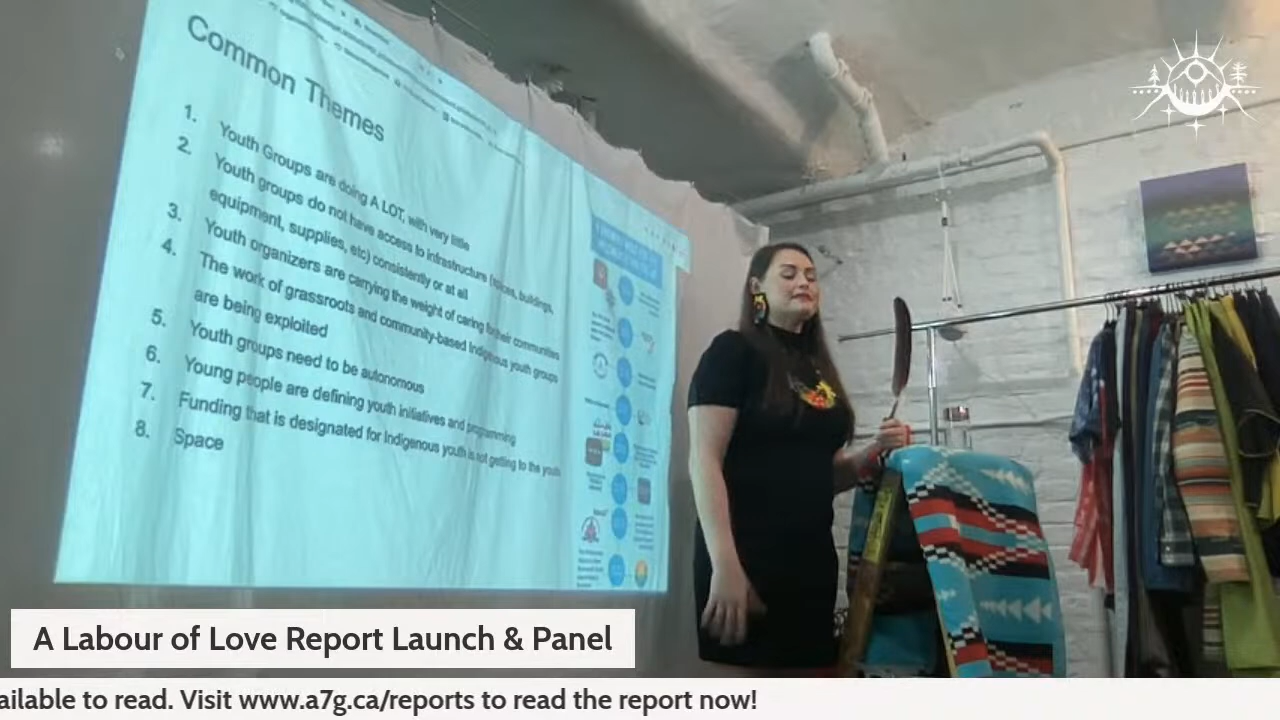 Common Themes
1. Youth Groups are doing A LOT, with very little
2. Youth groups do not have access to infrastructure (spaces, buildings,
equipment, supplies, etc) consistently or at all
3. Youth organizers are carrying the weight of caring for their communities
4. The work of grassroots and community-based Indigenous youth groups
are being exploited
5. Youth groups need to be autonomous
6. Young people are defining youth initiatives and programming
7. Funding that is designated for Indigenous youth is not getting to the youth
8. Space
A Labour of Love Report Launch & Panel
ailable to read. Visit www.a7g.ca/reports to read the report now!